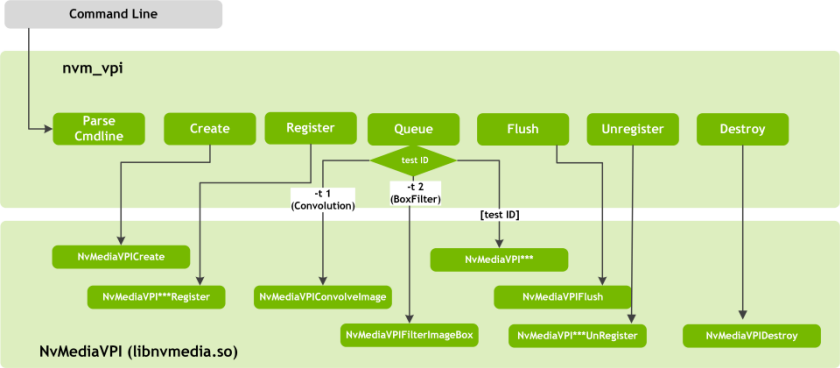 Command Line
nvm_vpi
Parse
Cmdline
Create
Register
Queue
Flush
Unregister
Destroy
test ID
-t 1
(Convolution)
-t 2
(BoxFilter)
[test ID]
NvMediaVPICreate
NvMediaVPI***
NvMediaVPI***Register
NvMediaVPIConvolveImage
NvMediaVPIFlush
NvMediaVPIFilterImageBox
NvMediaVPI***UnRegister
NvMediaVPIDestroy
NvMediaVPI (libnvmedia.so)